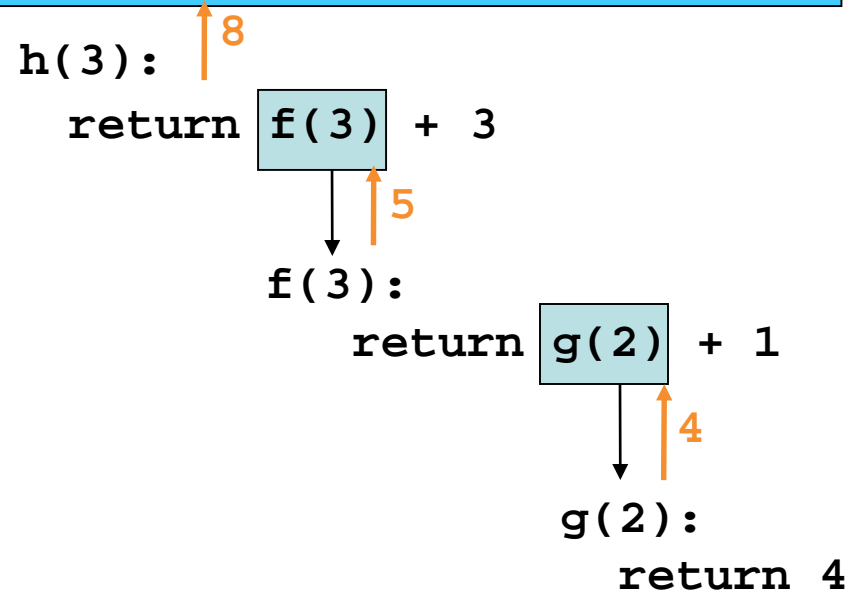 8
h(3):
return f(3) + 3
5
f(3):
return g(2) + 1
4
g(2):
return 4